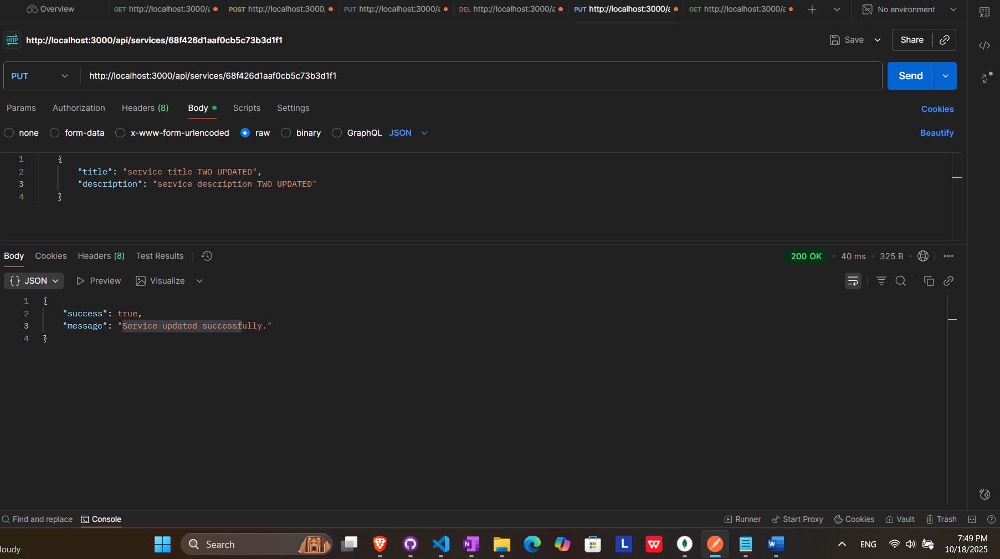 Overview GET http://localhost:3000/a POST http://localhost:3000, PUT http://localhost:3000/a DEL http://localhost:3000/a PUT http://localhost:3000/a GET http://localhost:3000/a No environment
HTTP http://localhost:3000/api/services/68f426d1aaf0cb5c73b3d1f1 Save Share
PUT http://localhost:3000/api/services/68f426d1aaf0cb5c73b3d1f1 Send
Params Authorization Headers (8) Body Scripts Settings Cookies
none form-data x-www-form-urlencoded raw binary GraphQL JSON Beautify
1 {
2 "title": "service title TWO UPDATED",
3 "description": "service description TWO UPDATED"
4 }
Body Cookies Headers (8) Test Results 200 OK 40 ms 325 B
{} JSON Preview Visualize
1 {
2 "success": true,
3 "message": "Service updated successfully."
4 }
Find and replace Console Runner Start Proxy Cookies Vault Trash
loudy Search ENG 7:49 PM
10/18/2025